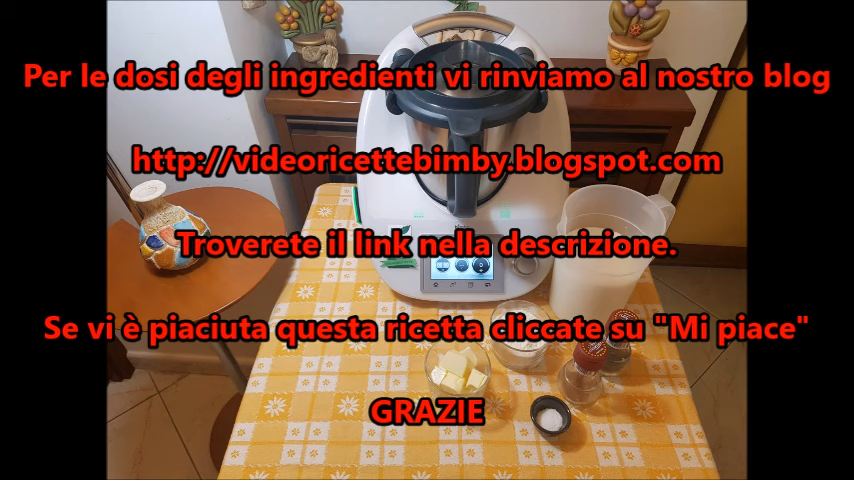 Per le dosi degli ingredienti vi rinviamo al nostro blog
http://videoricettebimby.blogspot.com
Troverete il link nella descrizione.
Se vi è piaciuta questa ricetta cliccate su "Mi piace"
GRAZIE